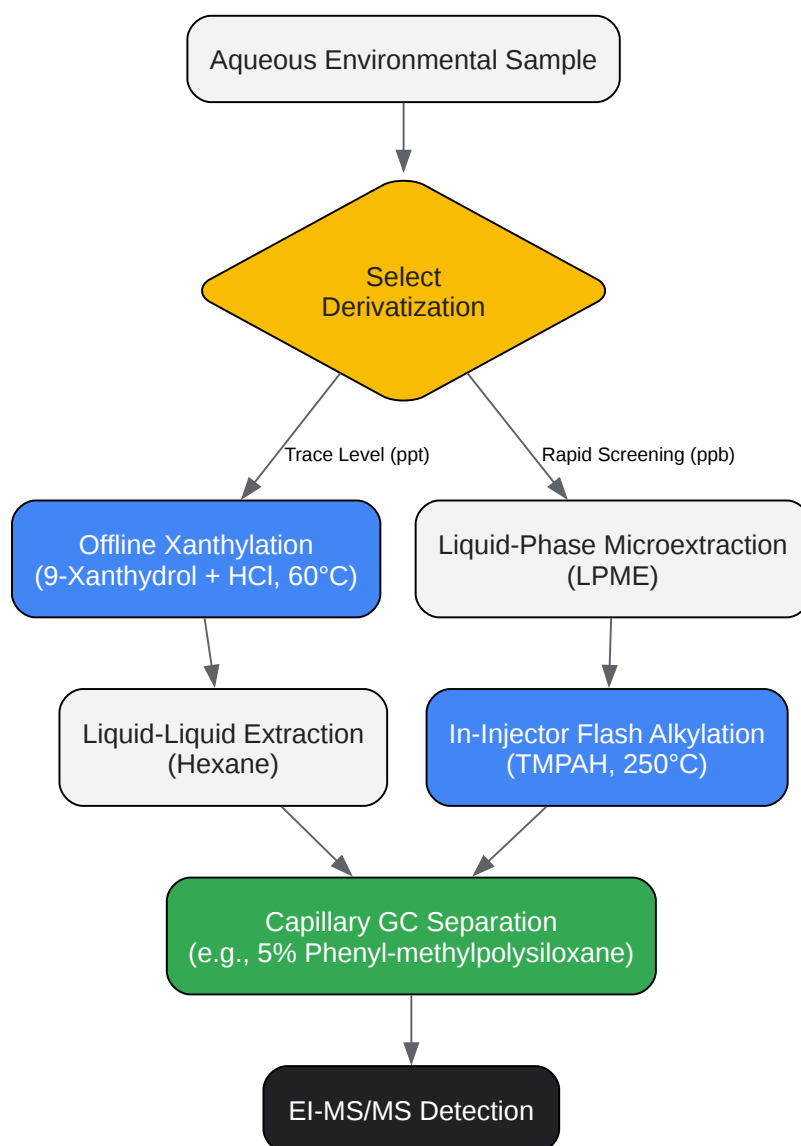 Aqueous Environmental Sample
Select
Derivatization
Trace Level (ppt)
Rapid Screening (ppb)
Offline Xanthylation
(9-Xanthydrol + HCl, 60°C)
Liquid-Phase Microextraction
(LPME)
Liquid-Liquid Extraction
(Hexane)
In-Injector Flash Alkylation
(TMPAH, 250°C)
Capillary GC Separation
(e.g., 5% Phenyl-methylpolysiloxane)
EI-MS/MS Detection